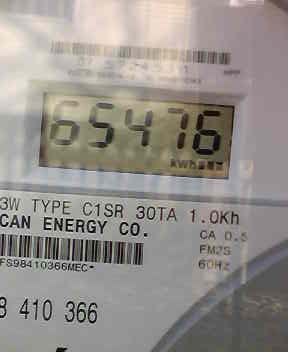 65476
kWh
3W TYPE C1SR 30TA 1.0Kh
CAN ENERGY CO.
CA 0.5
FM2S
FS98410366MEC*
60Hz
8 410 366